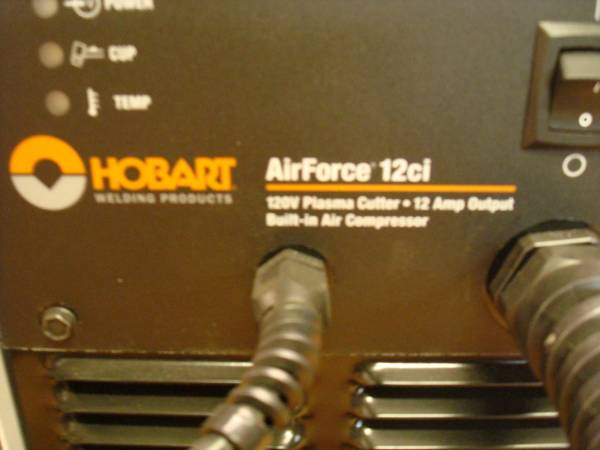 POWER
CUP
TEMP
HOBART
WELDING PRODUCTS
AirForce® 12ci
120V Plasma Cutter • 12 Amp Output
Built-in Air Compressor